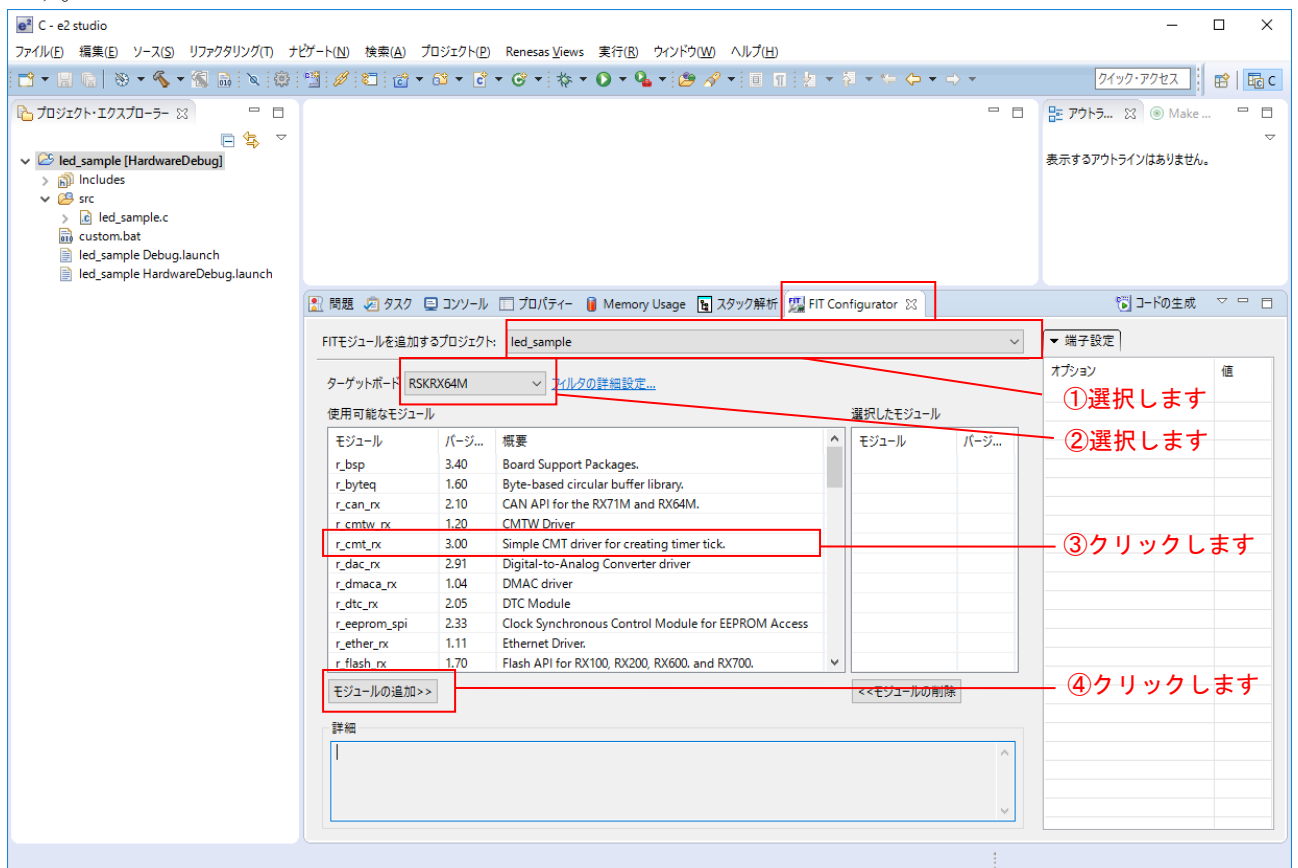 C - e2 studio
ファイル(F) 編集(E) ソース(S) リファクタリング(T) ナビゲート(N) 検索(A) プロジェクト(P) Renesas Views 実行(R) ウィンドウ(W) ヘルプ(H)
クイック・アクセス
C
プロジェクト・エクスプローラー
led_sample [HardwareDebug]
Includes
src
led_sample.c
custom.bat
led_sample Debug.launch
led_sample HardwareDebug.launch
アウトラ... Make ...
表示するアウトラインはありません。
問題 タスク コンソール プロパティー Memory Usage スタック解析 FIT Configurator
コードの生成
FITモジュールを追加するプロジェクト: led_sample
ターゲットボード RSKRX64M フィルタの詳細設定...
使用可能なモジュール
モジュール バージ... 概要
r_bsp 3.40 Board Support Packages.
r_byteq 1.60 Byte-based circular buffer library.
r_can_rx 2.10 CAN API for the RX71M and RX64M.
r_cmtw_rx 1.20 CMTW Driver
r_cmt_rx 3.00 Simple CMT driver for creating timer tick.
r_dac_rx 2.91 Digital-to-Analog Converter driver
r_dmaca_rx 1.04 DMAC driver
r_dtc_rx 2.05 DTC Module
r_eeprom_spi 2.33 Clock Synchronous Control Module for EEPROM Access
r_ether_rx 1.11 Ethernet Driver.
r_flash_rx 1.70 Flash API for RX100, RX200, RX600. and RX700.
モジュールの追加>>
選択したモジュール
モジュール バージ...
<<モジュールの削除
詳細
端子設定
オプション 値
①選択します
②選択します
③クリックします
④クリックします